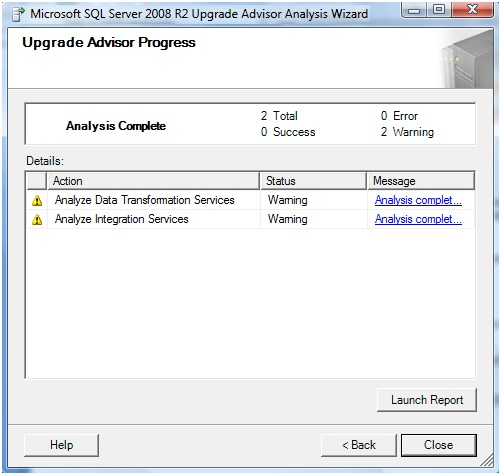 Microsoft SQL Server 2008 R2 Upgrade Advisor Analysis Wizard
Upgrade Advisor Progress
Analysis Complete
2 Total 0 Error
0 Success 2 Warning
Details:
Action Status Message
Analyze Data Transformation Services Warning Analysis complet...
Analyze Integration Services Warning Analysis complet...
Launch Report
Help < Back Close